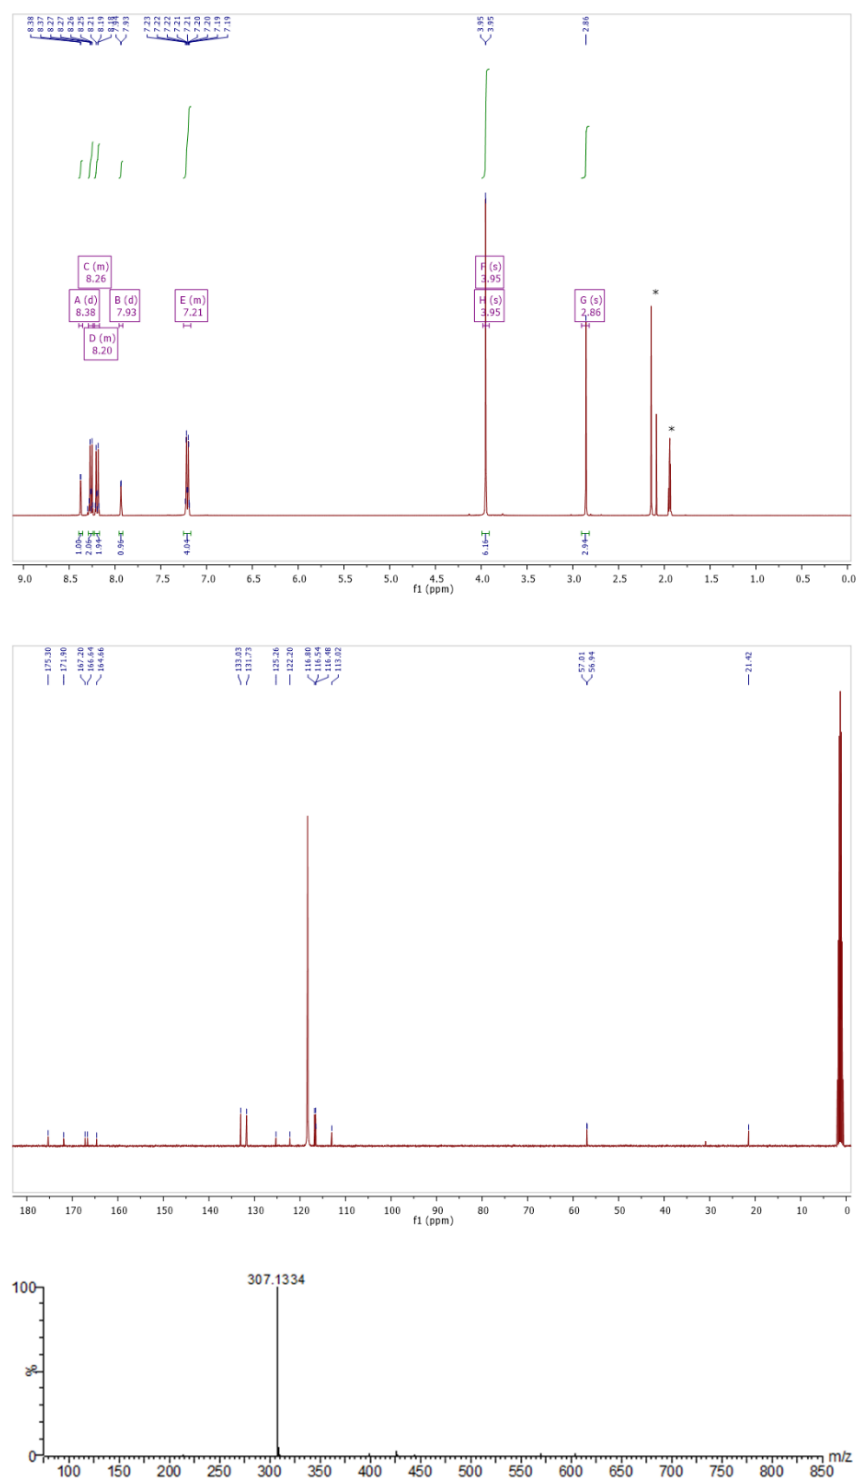 8.38 8.37 8.27 8.27 8.26 8.25 8.21 8.19 8.18 7.94 7.93 7.23 7.22 7.22 7.21 7.21 7.20 7.20 7.19 7.19 3.95 3.95 2.86
C (m) 8.26
F (s) 3.95
A (d) 8.38
B (d) 7.93
E (m) 7.21
H (s) 3.95
G (s) 2.86
D (m) 8.20
*
*
1.00 2.06 1.94 0.96 4.04 6.16 2.94
9.0 8.5 8.0 7.5 7.0 6.5 6.0 5.5 5.0 4.5 4.0 3.5 3.0 2.5 2.0 1.5 1.0 0.5 0.0
f1 (ppm)
175.30 171.90 167.20 166.64 164.66 133.03 131.73 125.26 122.20 116.80 116.54 116.48 113.02 57.01 56.94 21.42
180 170 160 150 140 130 120 110 100 90 80 70 60 50 40 30 20 10 0
f1 (ppm)
307.1334
100
%
0
100 150 200 250 300 350 400 450 500 550 600 650 700 750 800 850 m/z